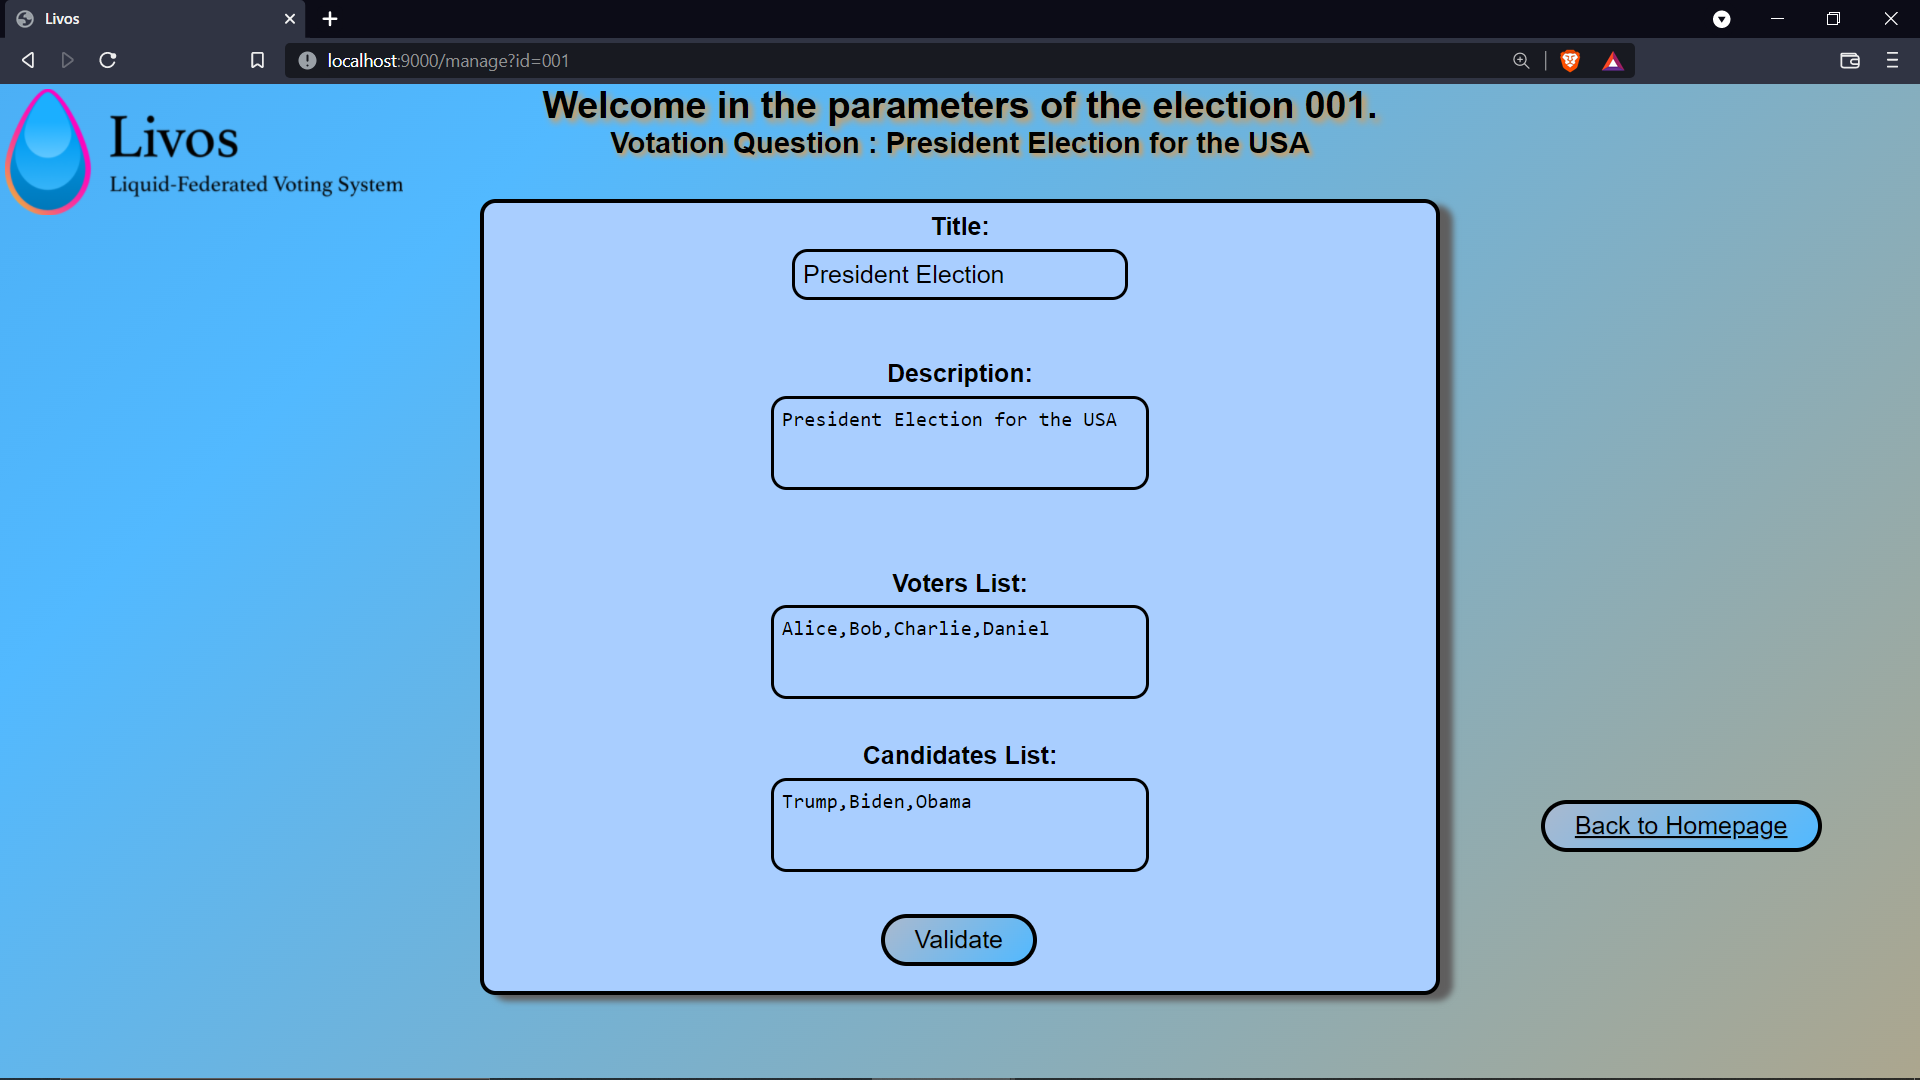 Livos
localhost:9000/manage?id=001
Livos
Liquid-Federated Voting System
Welcome in the parameters of the election 001.
Votation Question : President Election for the USA
Title:
President Election
Description:
President Election for the USA
Voters List:
Alice,Bob,Charlie,Daniel
Candidates List:
Trump,Biden,Obama
Validate
Back to Homepage